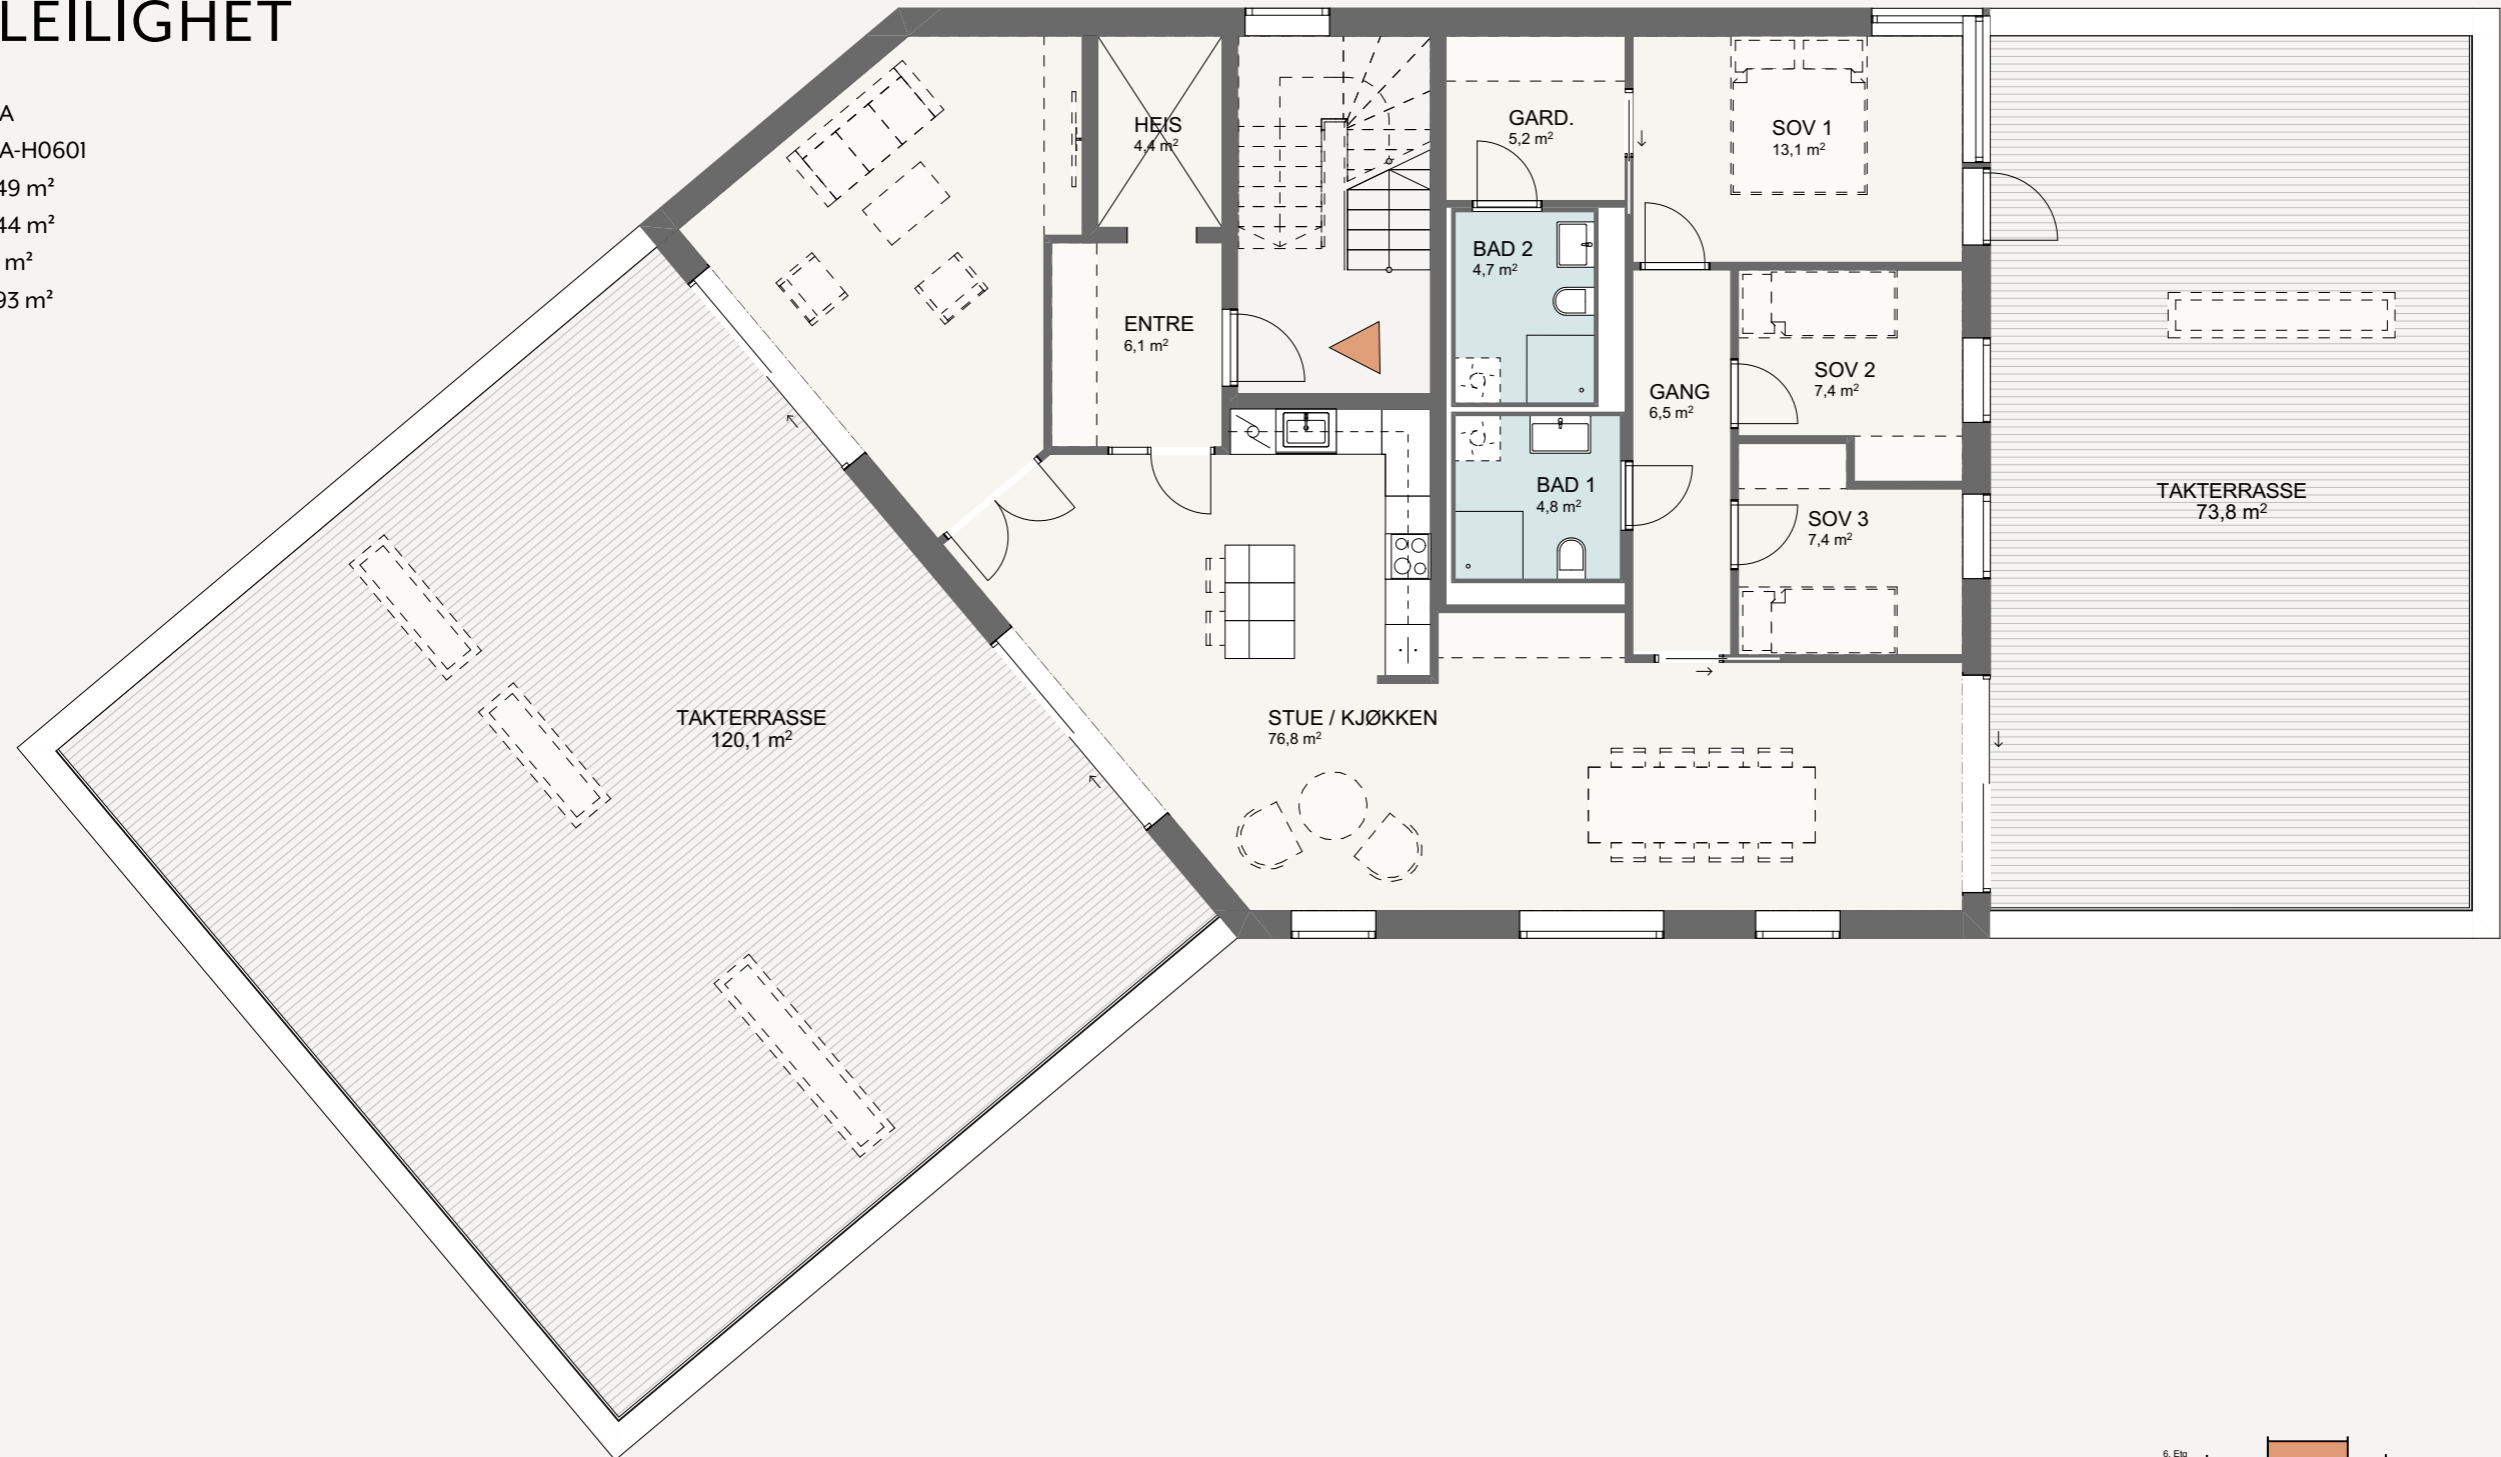 LEILIGHET
A
A-H0601
49 m²
44 m²
m²
93 m²
HEIS
4,4 m²
GARD.
5,2 m²
SOV 1
13,1 m²
BAD 2
4,7 m²
ENTRE
6,1 m²
GANG
6,5 m²
SOV 2
7,4 m²
BAD 1
4,8 m²
SOV 3
7,4 m²
TAKTERRASSE
73,8 m²
TAKTERRASSE
120,1 m²
STUE / KJØKKEN
76,8 m²
6. Etg